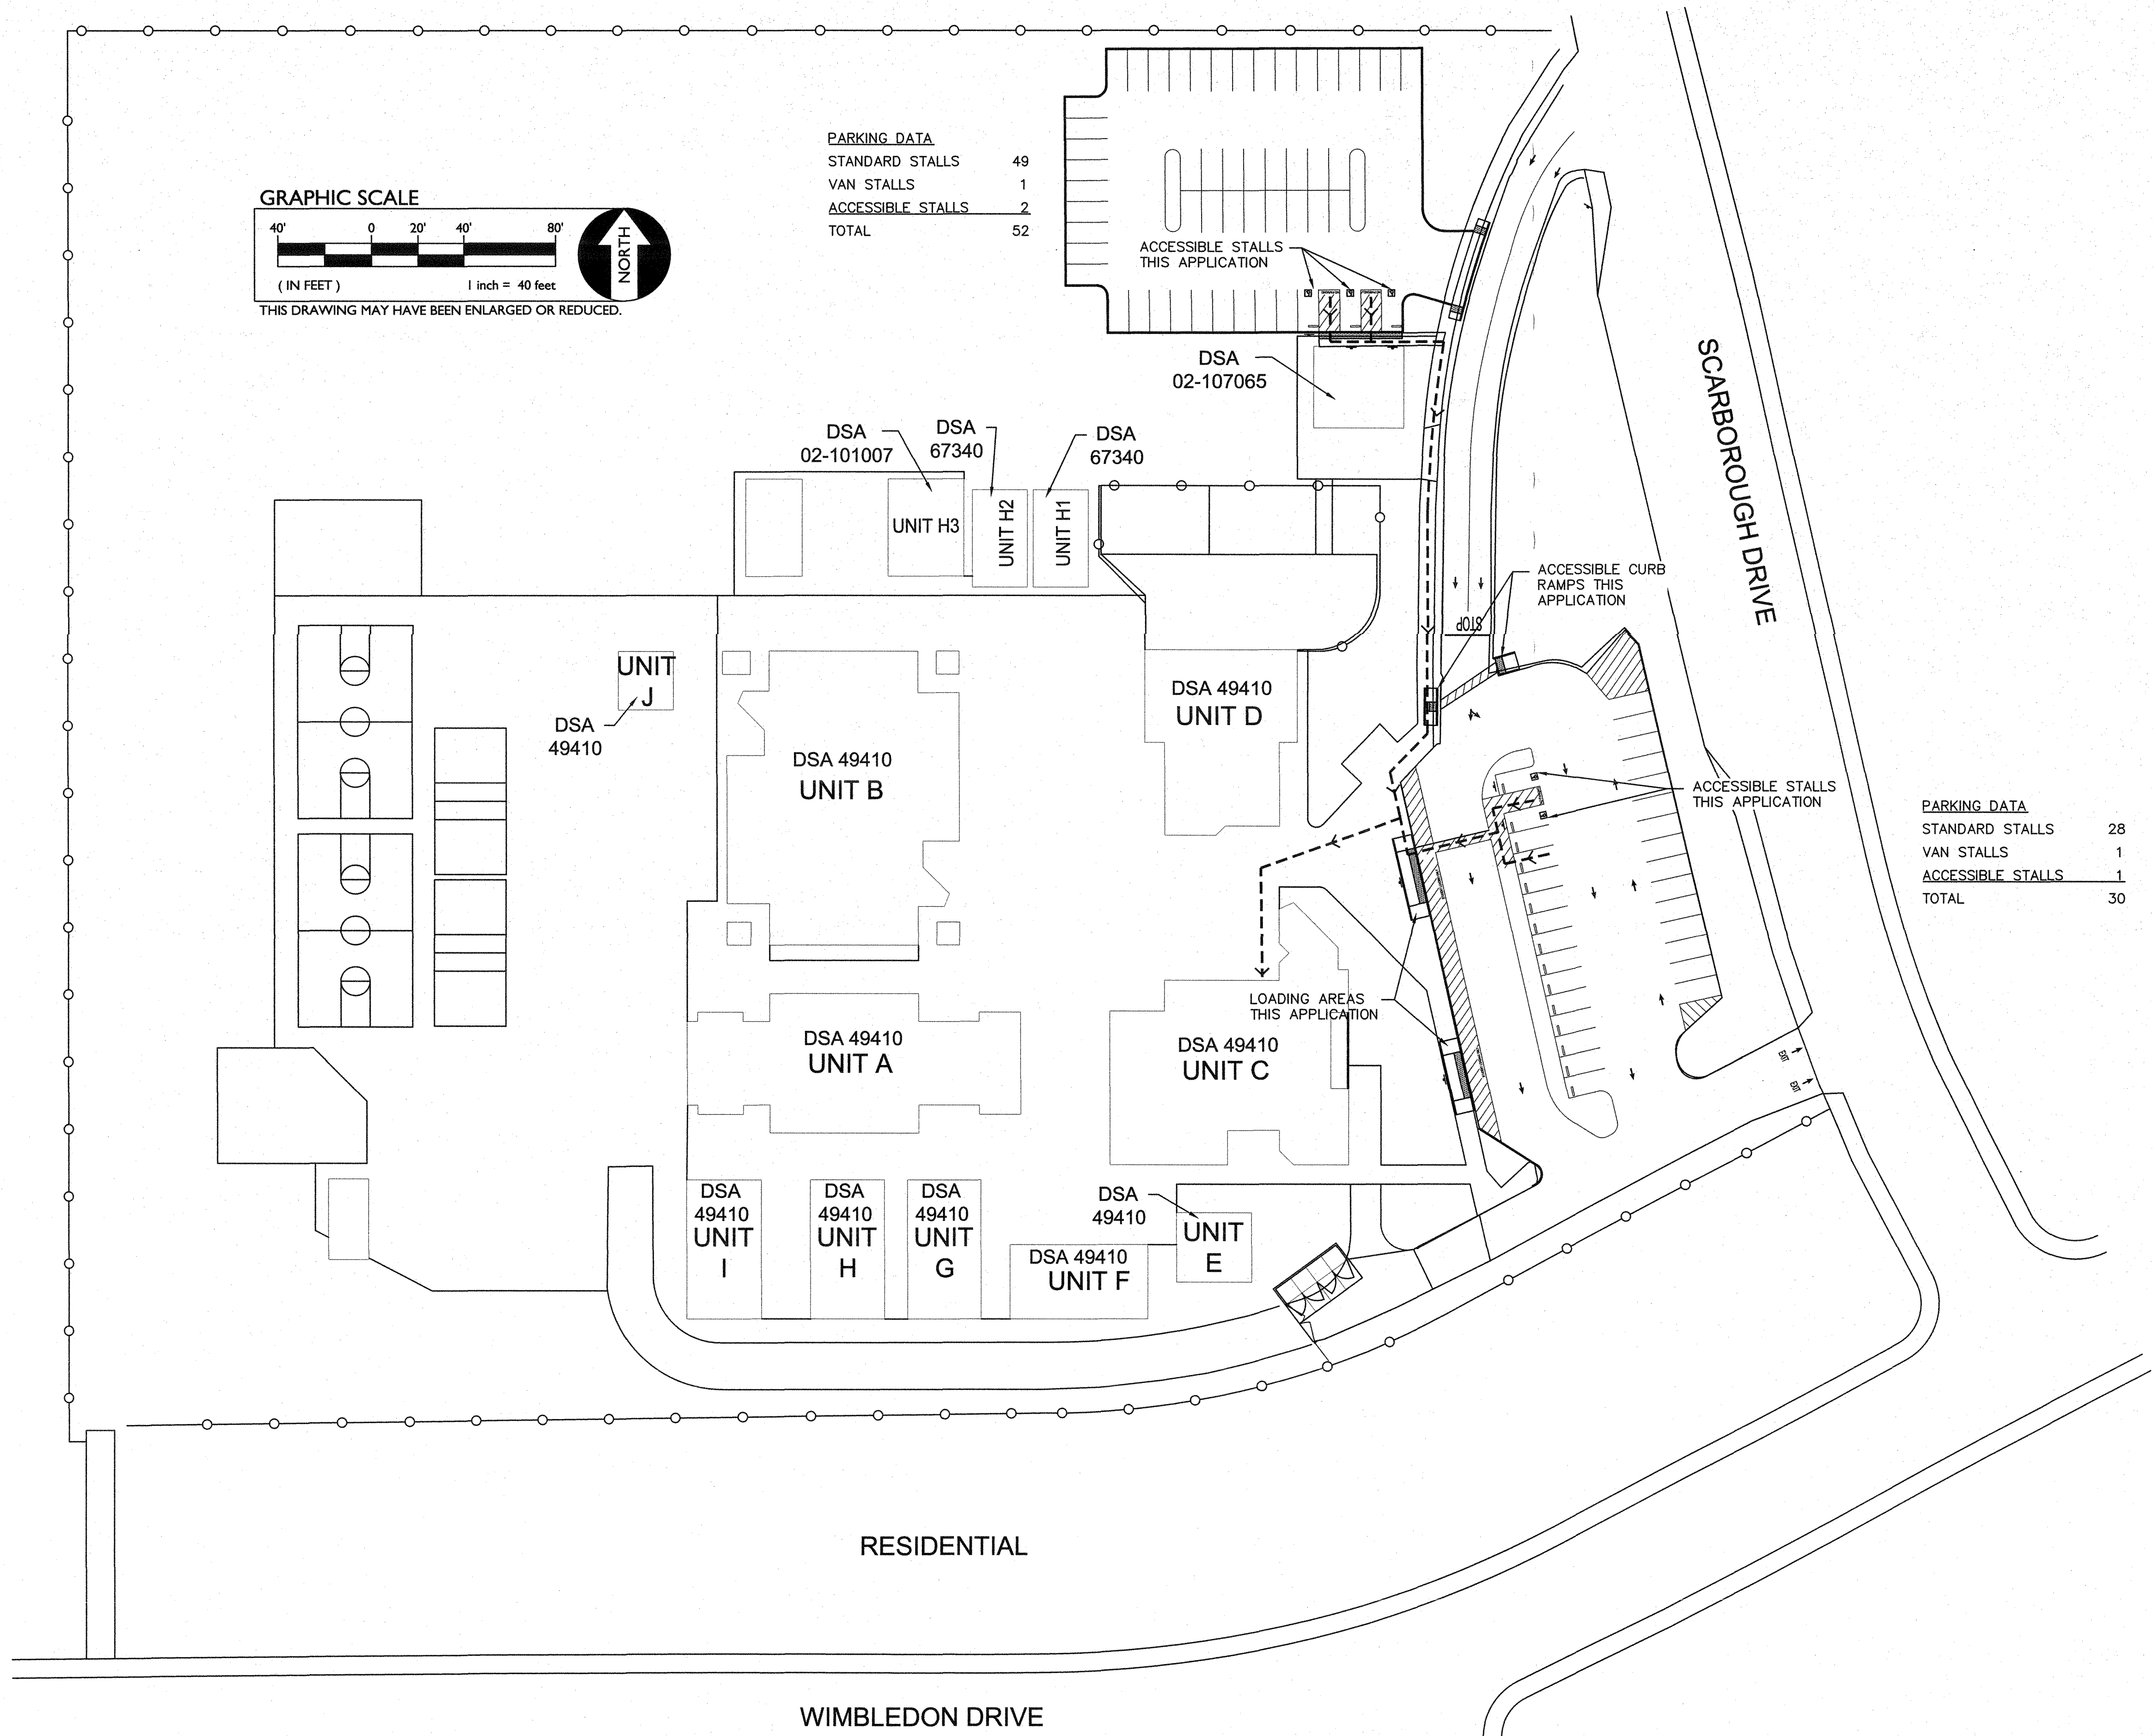 PARKING DATA
STANDARD STALLS 49
VAN STALLS 1
ACCESSIBLE STALLS 2
TOTAL 52
GRAPHIC SCALE
40' 0 20' 40' 80'
( IN FEET ) 1 inch = 40 feet
NORTH
THIS DRAWING MAY HAVE BEEN ENLARGED OR REDUCED.
ACCESSIBLE STALLS
THIS APPLICATION
DSA
02-107065
SCARBOROUGH DRIVE
DSA
02-101007
DSA
67340
DSA
67340
UNIT H3
UNIT H2
UNIT H1
ACCESSIBLE CURB
RAMPS THIS
APPLICATION
STOP
UNIT
J
DSA
49410
DSA 49410
UNIT B
DSA 49410
UNIT D
ACCESSIBLE STALLS
THIS APPLICATION
PARKING DATA
STANDARD STALLS 28
VAN STALLS 1
ACCESSIBLE STALLS 1
TOTAL 30
LOADING AREAS
THIS APPLICATION
DSA 49410
UNIT A
DSA 49410
UNIT C
EXIT
EXIT
DSA
49410
UNIT
I
DSA
49410
UNIT
H
DSA
49410
UNIT
G
DSA 49410
UNIT F
DSA
49410
UNIT
E
RESIDENTIAL
WIMBLEDON DRIVE